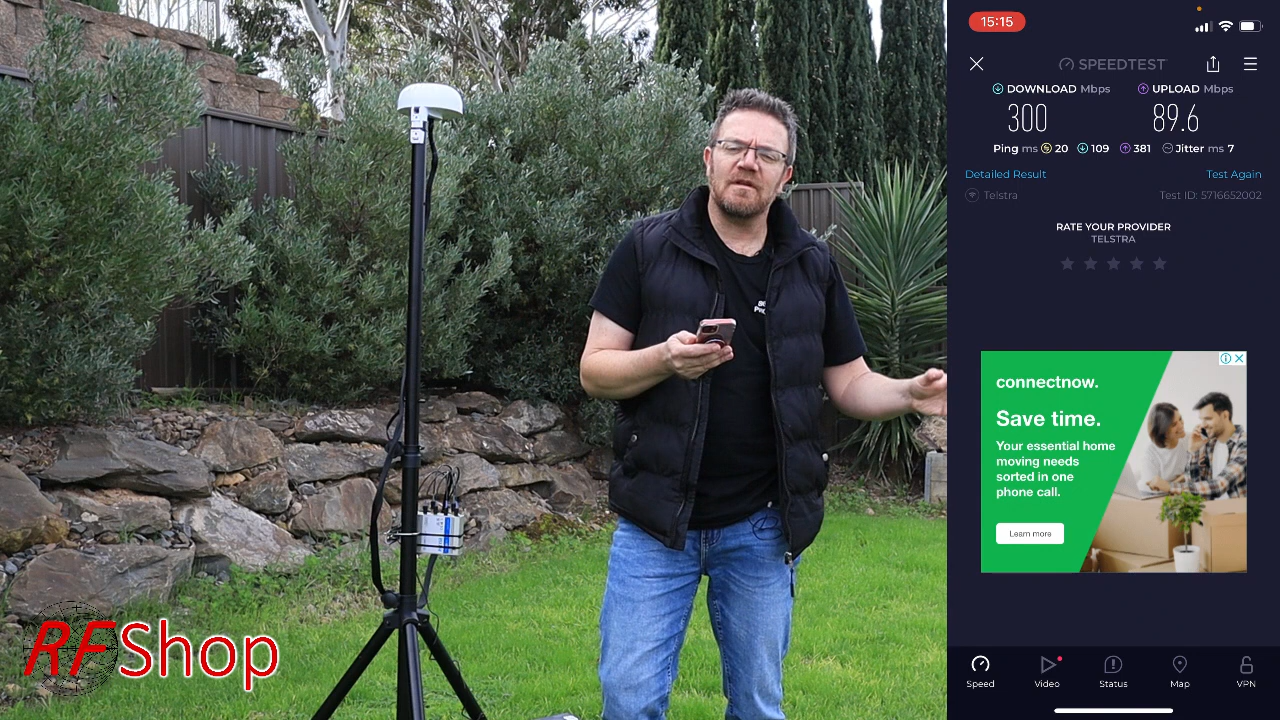 RF Shop
15:15
SPEEDTEST
DOWNLOAD Mbps
UPLOAD Mbps
300
89.6
Ping ms 20 109 381 Jitter ms 7
Detailed Result
Test Again
Telstra
Test ID: 5716652002
RATE YOUR PROVIDER
TELSTRA
connectnow.
Save time.
Your essential home
moving needs
sorted in one
phone call.
Learn more
Speed
Video
Status
Map
VPN